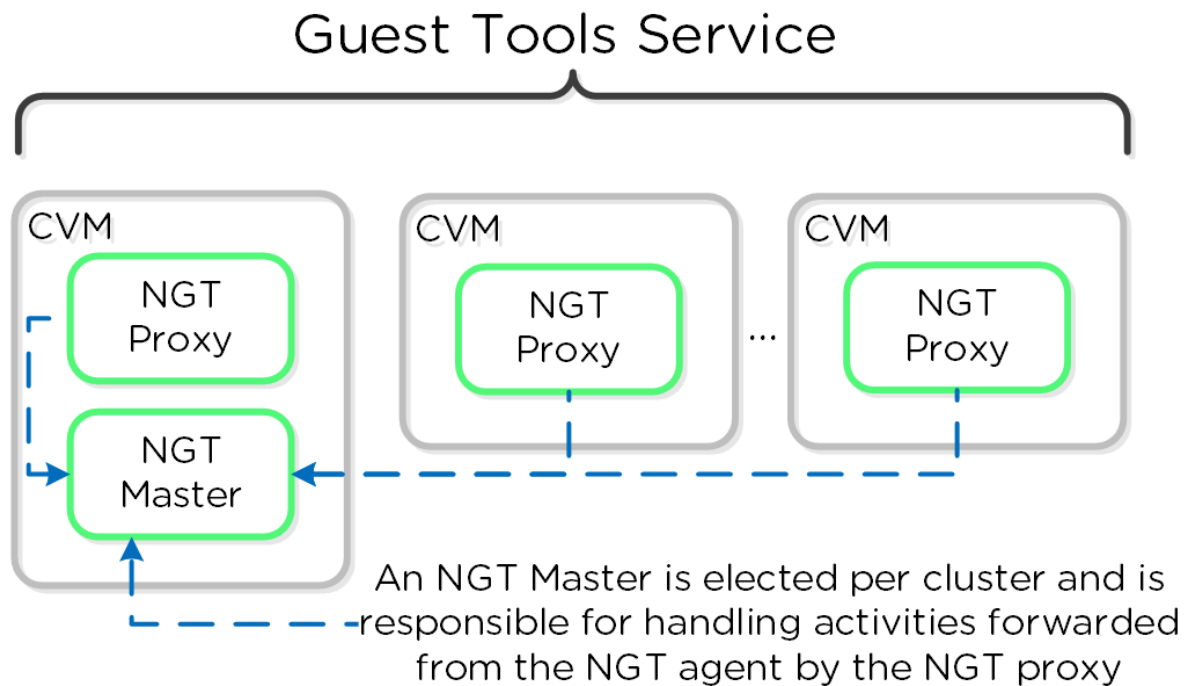 Guest Tools Service
CVM
NGT
Proxy
NGT
Master
CVM
NGT
Proxy
...
CVM
NGT
Proxy
An NGT Master is elected per cluster and is
responsible for handling activities forwarded
from the NGT agent by the NGT proxy